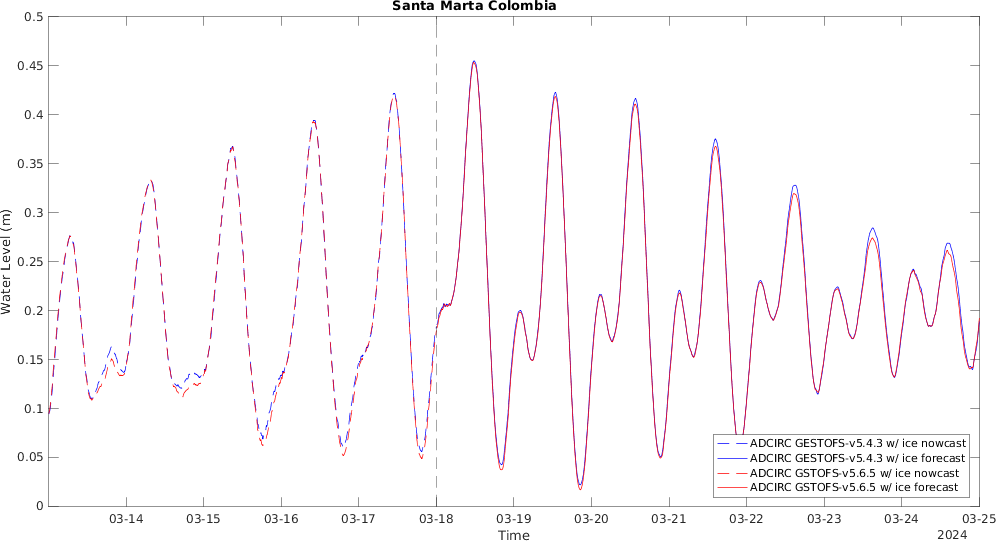 Santa Marta Colombia
Water Level (m)
0.5
0.45
0.4
0.35
0.3
0.25
0.2
0.15
0.1
0.05
0
ADCIRC GESTOFS-v5.4.3 w/ ice nowcast
ADCIRC GESTOFS-v5.4.3 w/ ice forecast
ADCIRC GSTOFS-v5.6.5 w/ ice nowcast
ADCIRC GSTOFS-v5.6.5 w/ ice forecast
03-14 03-15 03-16 03-17 03-18 03-19 03-20 03-21 03-22 03-23 03-24 03-25
Time
2024